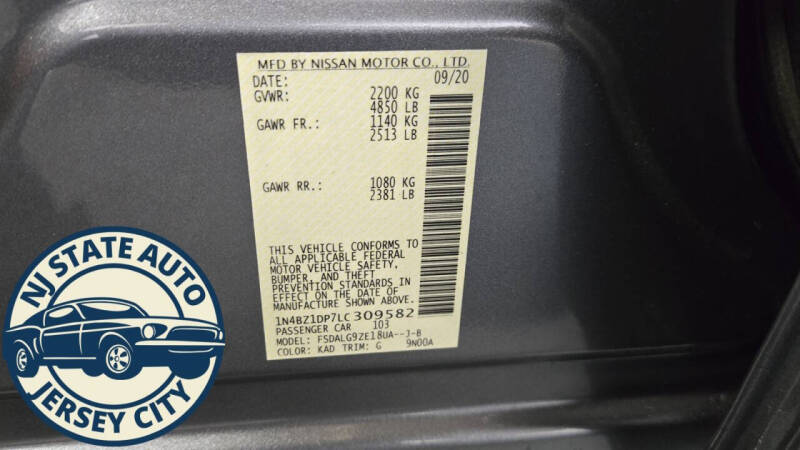 MFD BY NISSAN MOTOR CO., LTD.
DATE: 09/20
GVWR: 2200 KG
4850 LB
GAWR FR.: 1140 KG
2513 LB
GAWR RR.: 1080 KG
2381 LB
THIS VEHICLE CONFORMS TO
ALL APPLICABLE FEDERAL
MOTOR VEHICLE SAFETY,
BUMPER, AND THEFT
PREVENTION STANDARDS IN
EFFECT ON THE DATE OF
MANUFACTURE SHOWN ABOVE.
1N4BZ1DP7LC309582
PASSENGER CAR 103
MODEL: FSDALG9ZE18UA--J-B
COLOR: KAD TRIM: G 9N00A
NJ STATE AUTO
JERSEY CITY